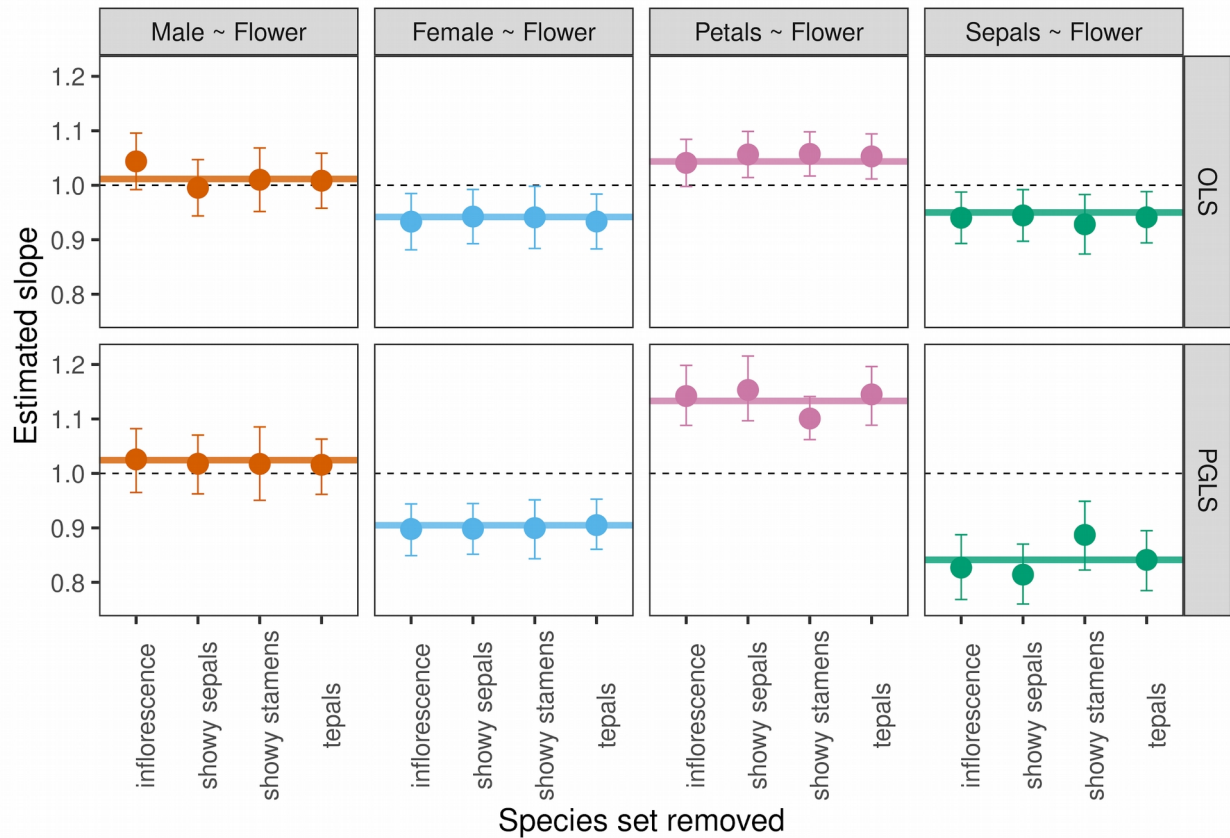 Male ~ Flower
Female ~ Flower
Petals ~ Flower
Sepals ~ Flower
Estimated slope
1.2
1.1
1.0
0.9
0.8
OLS
1.2
1.1
1.0
0.9
0.8
PGLS
inflorescence
showy sepals
showy stamens
tepals
inflorescence
showy sepals
showy stamens
tepals
inflorescence
showy sepals
showy stamens
tepals
inflorescence
showy sepals
showy stamens
tepals
Species set removed